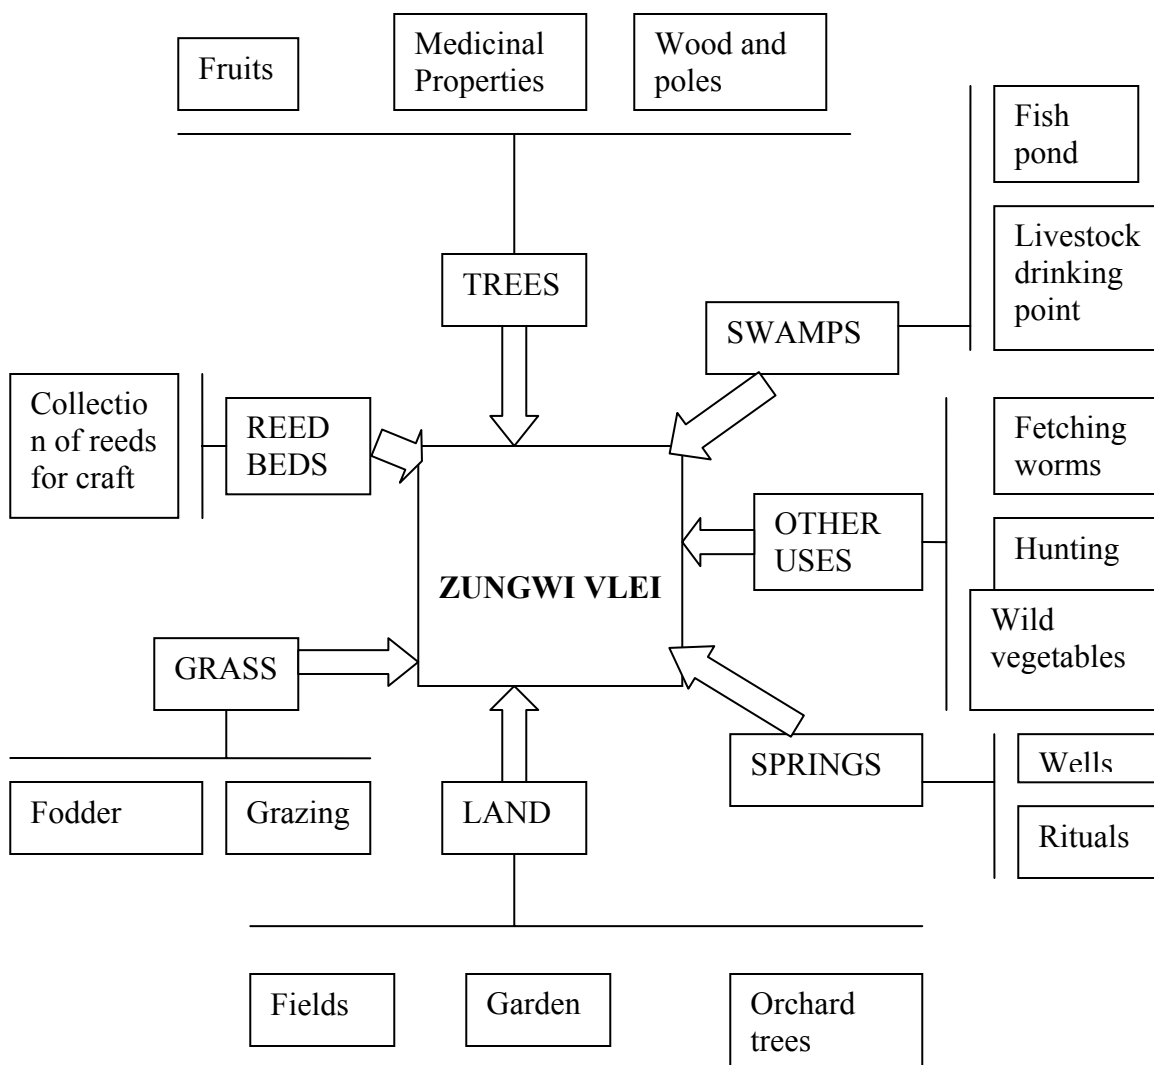 Fruits
Medicinal
Properties
Wood and
poles
Fish
pond
Livestock
drinking
point
TREES
SWAMPS
Collectio
n of reeds
for craft
REED
BEDS
Fetching
worms
OTHER
USES
Hunting
ZUNGWI VLEI
Wild
vegetables
GRASS
SPRINGS
Wells
Fodder
Grazing
LAND
Rituals
Fields
Garden
Orchard
trees